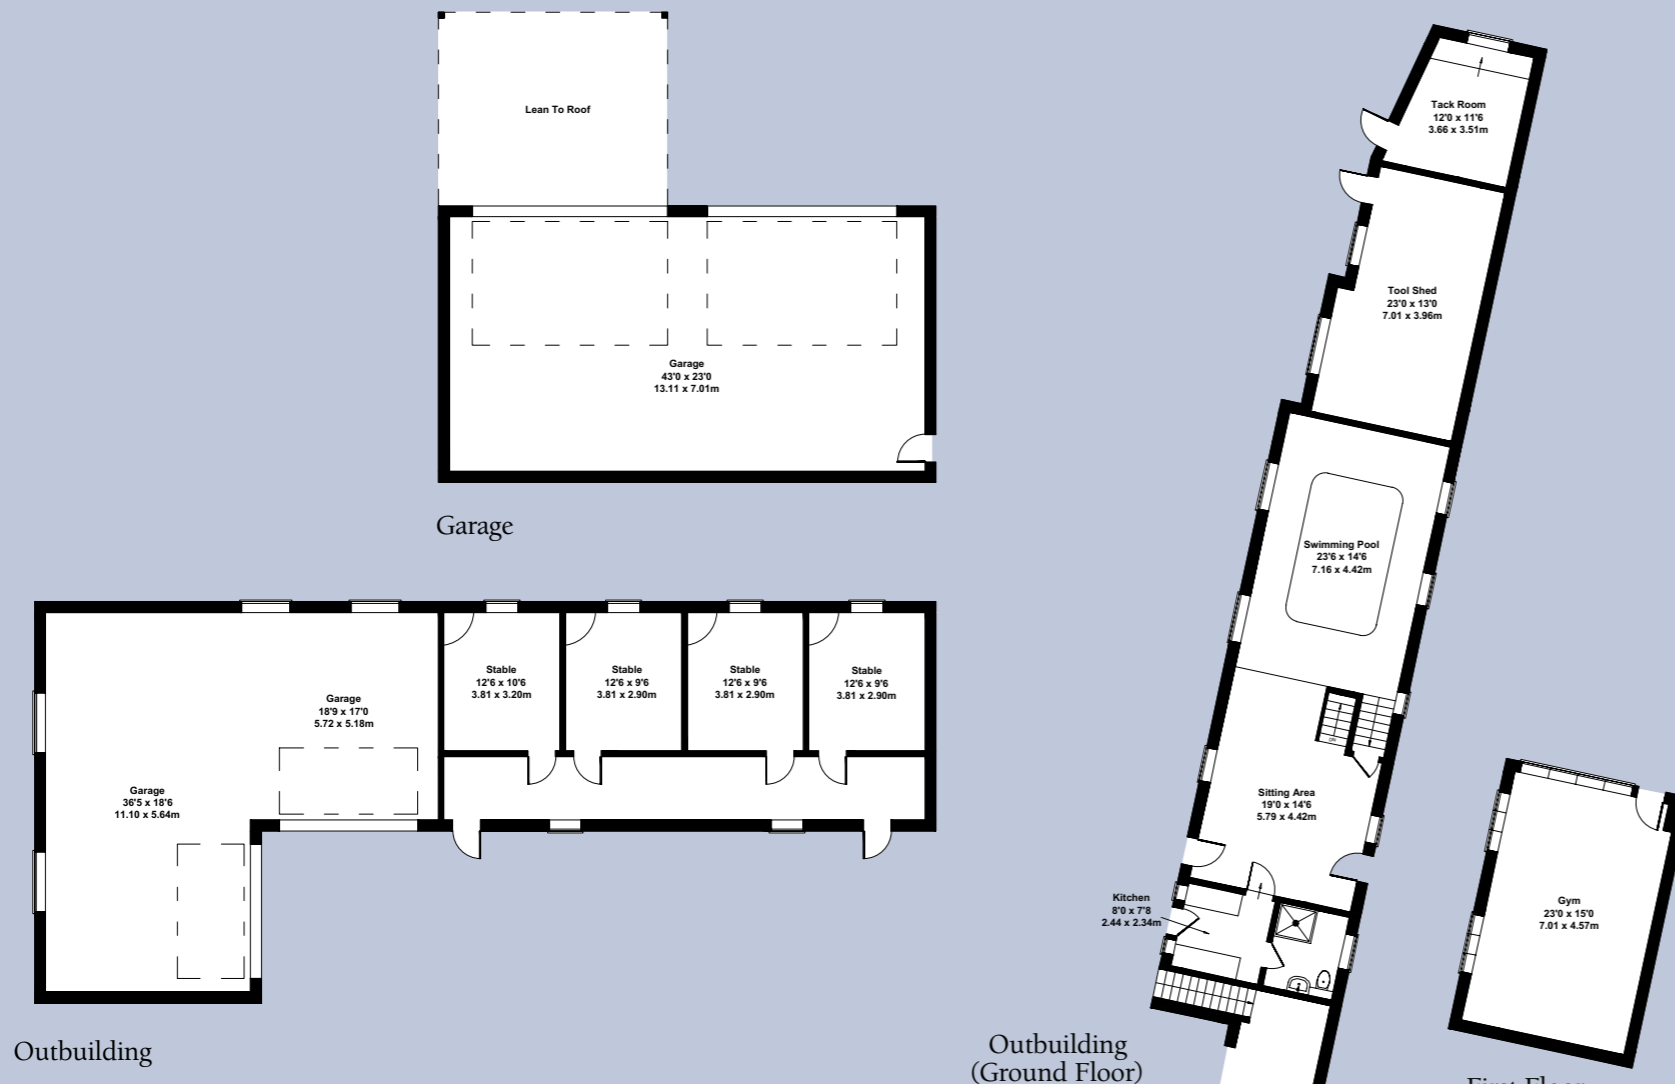 Lean To Roof
Garage
43'0 x 23'0
13.11 x 7.01m
Garage
Tack Room
12'0 x 11'6
3.66 x 3.51m
Tool Shed
23'0 x 13'0
7.01 x 3.96m
Swimming Pool
23'6 x 14'6
7.16 x 4.42m
Stable
12'6 x 10'6
3.81 x 3.20m
Stable
12'6 x 9'6
3.81 x 2.90m
Stable
12'6 x 9'6
3.81 x 2.90m
Stable
12'6 x 9'6
3.81 x 2.90m
Garage
18'9 x 17'0
5.72 x 5.18m
Garage
36'5 x 18'6
11.10 x 5.64m
Outbuilding
Sitting Area
19'0 x 14'6
5.79 x 4.42m
Kitchen
8'0 x 7'8
2.44 x 2.34m
Outbuilding
(Ground Floor)
Gym
23'0 x 15'0
7.01 x 4.57m
First Floor